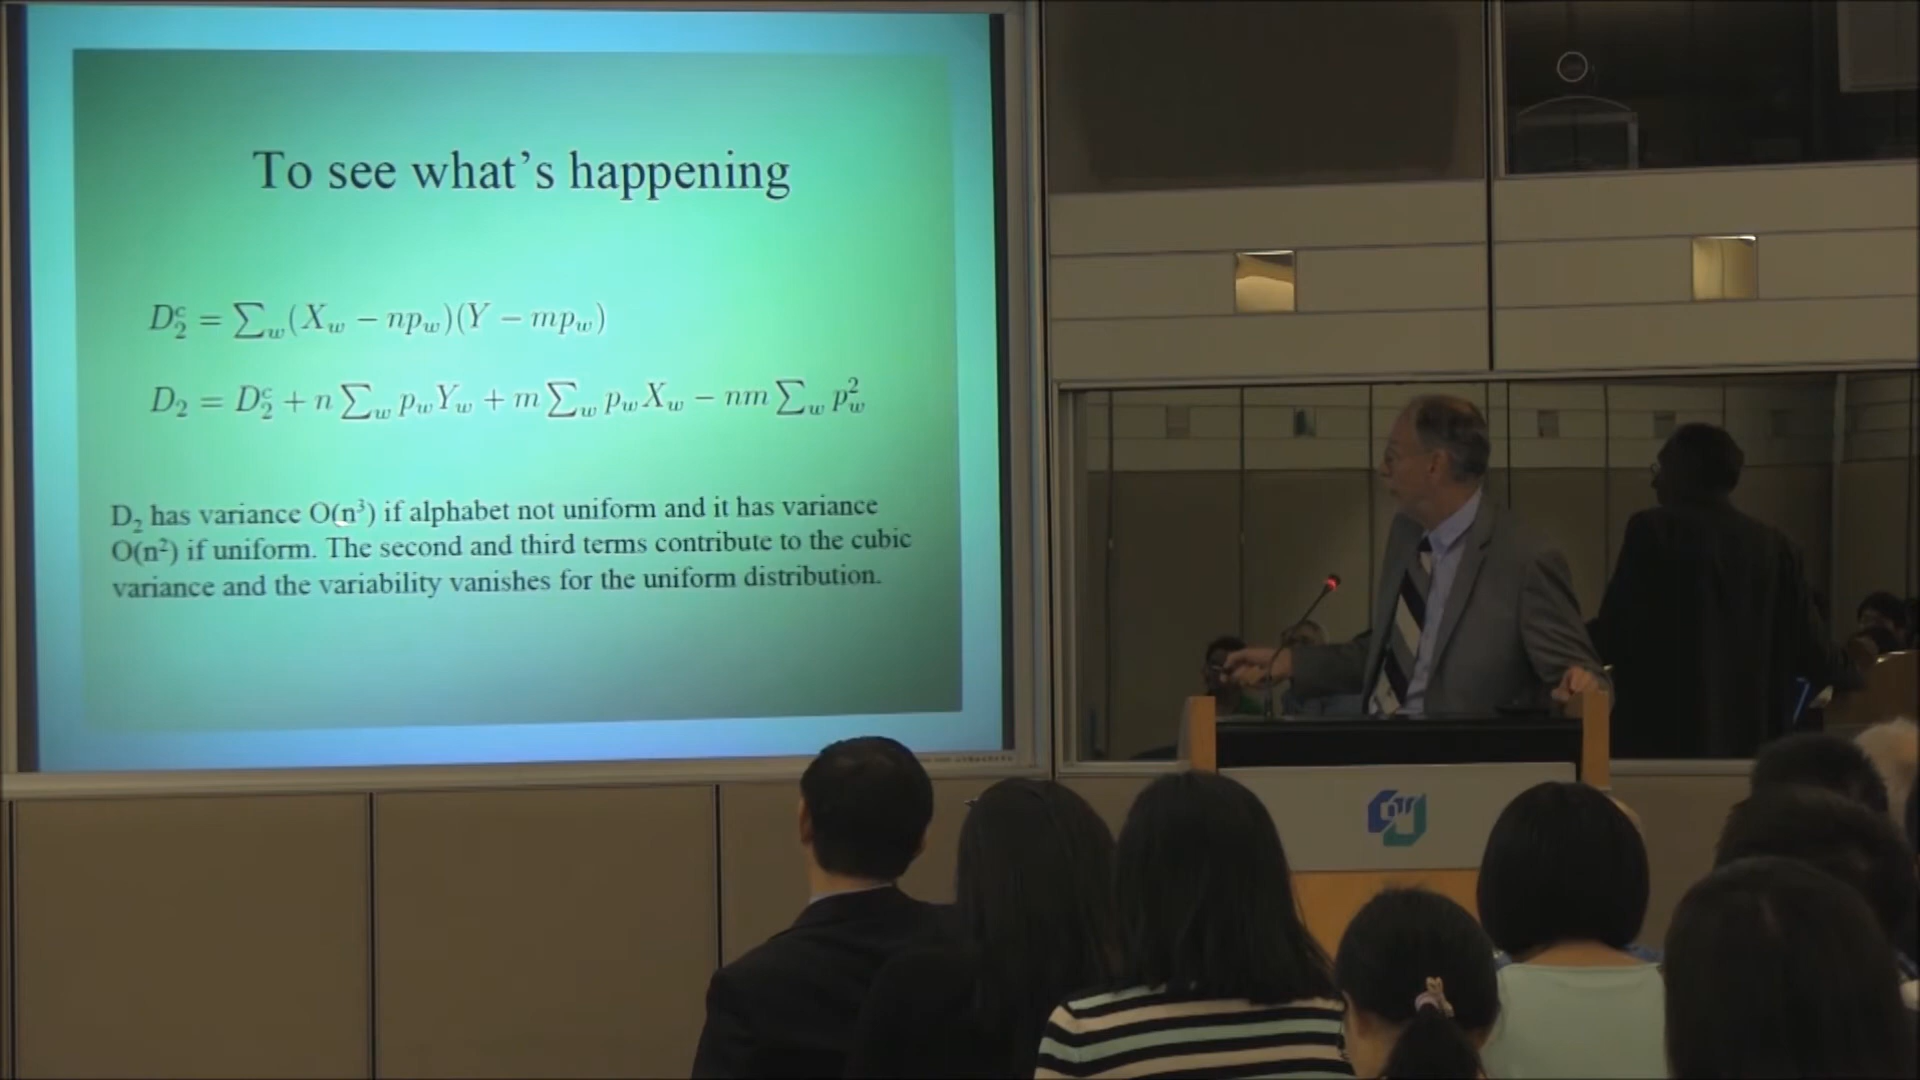 To see what's happening
D₂ᶜ = ∑_w(X_w − np_w)(Y − mp_w)
D₂ = D₂ᶜ + n ∑_w p_wY_w + m ∑_w p_wX_w − nm ∑_w p_w²
D₂ has variance O(n³) if alphabet not uniform and it has variance
O(n²) if uniform. The second and third terms contribute to the cubic
variance and the variability vanishes for the uniform distribution.